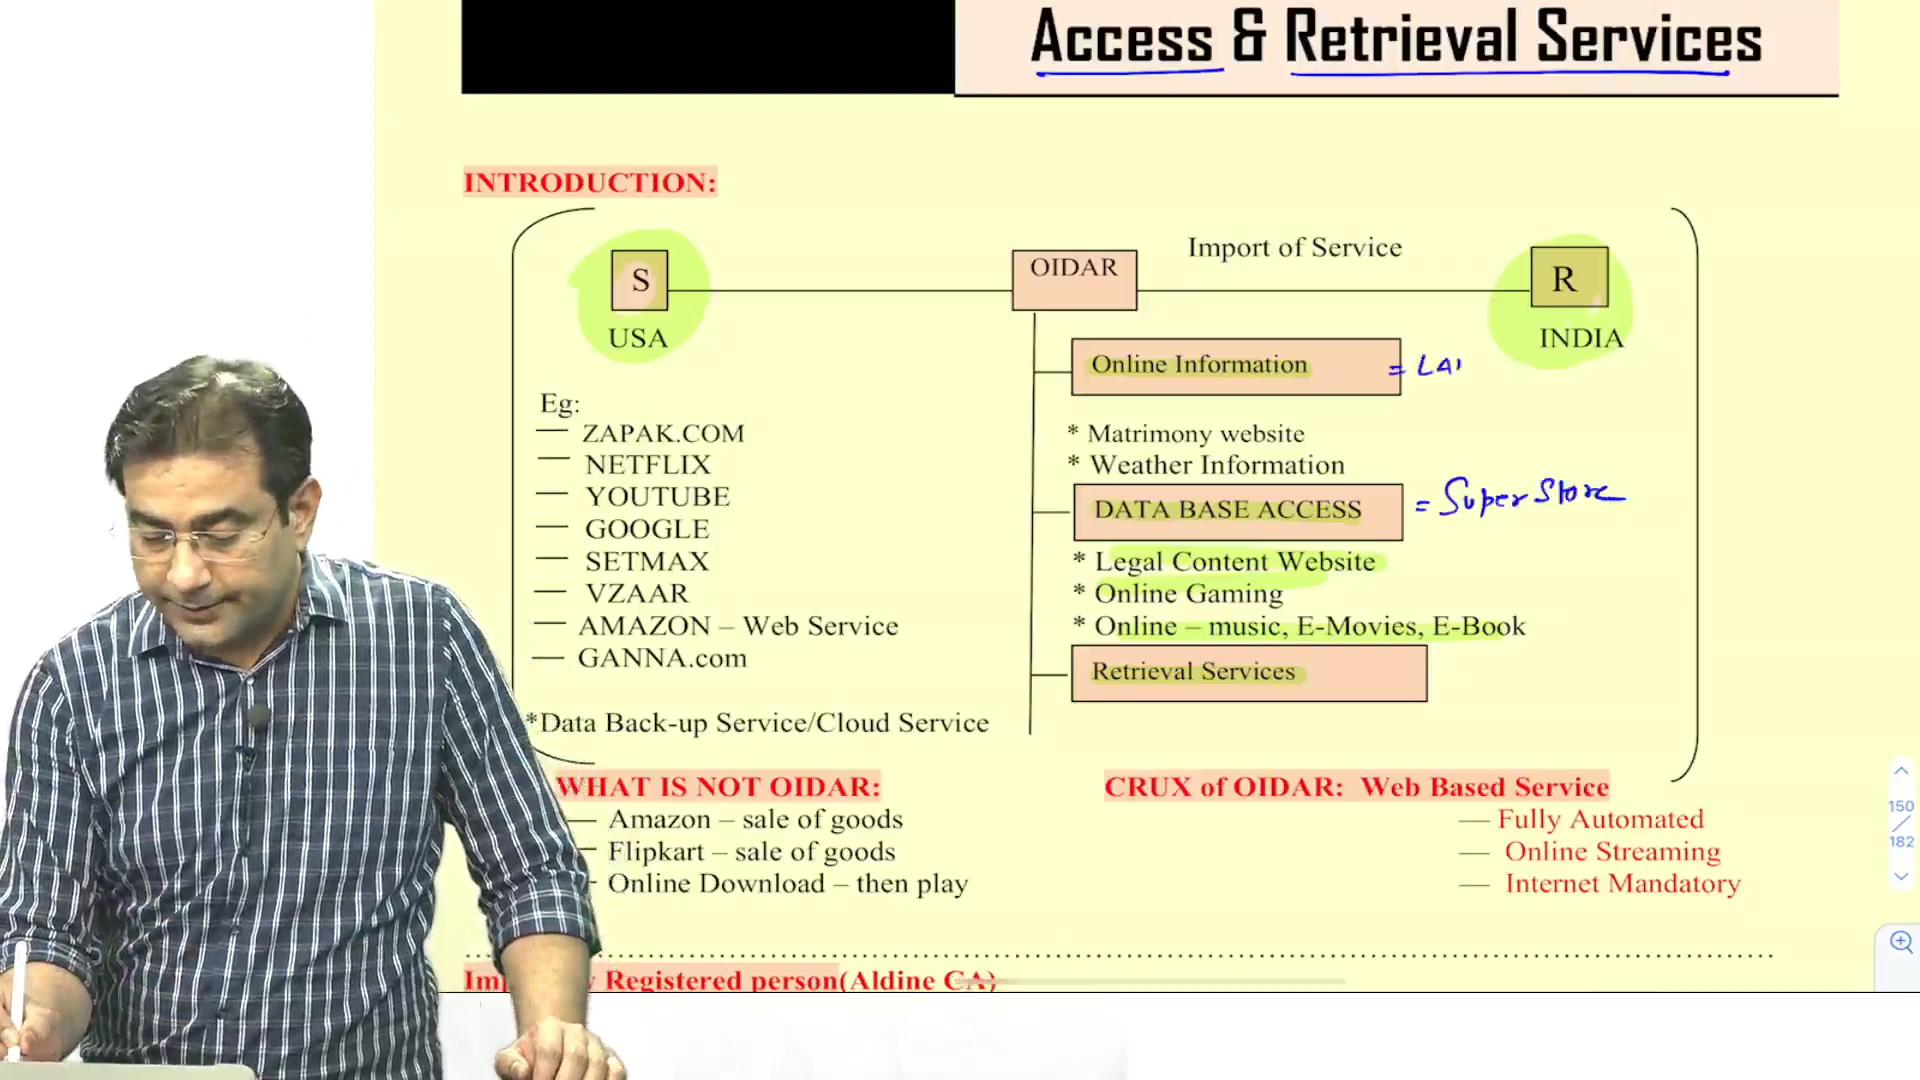 Access & Retrieval Services
INTRODUCTION:
S
USA
OIDAR
Import of Service
R
INDIA
Online Information
= LAI
Eg:
ZAPAK.COM
NETFLIX
YOUTUBE
GOOGLE
SETMAX
VZAAR
AMAZON – Web Service
GANNA.com
*Data Back-up Service/Cloud Service
* Matrimony website
* Weather Information
DATA BASE ACCESS
= Super Store
* Legal Content Website
* Online Gaming
* Online – music, E-Movies, E-Book
Retrieval Services
WHAT IS NOT OIDAR:
— Amazon – sale of goods
— Flipkart – sale of goods
- Online Download – then play
CRUX of OIDAR: Web Based Service
— Fully Automated
— Online Streaming
— Internet Mandatory
Registered person(Aldine CA)
150
182